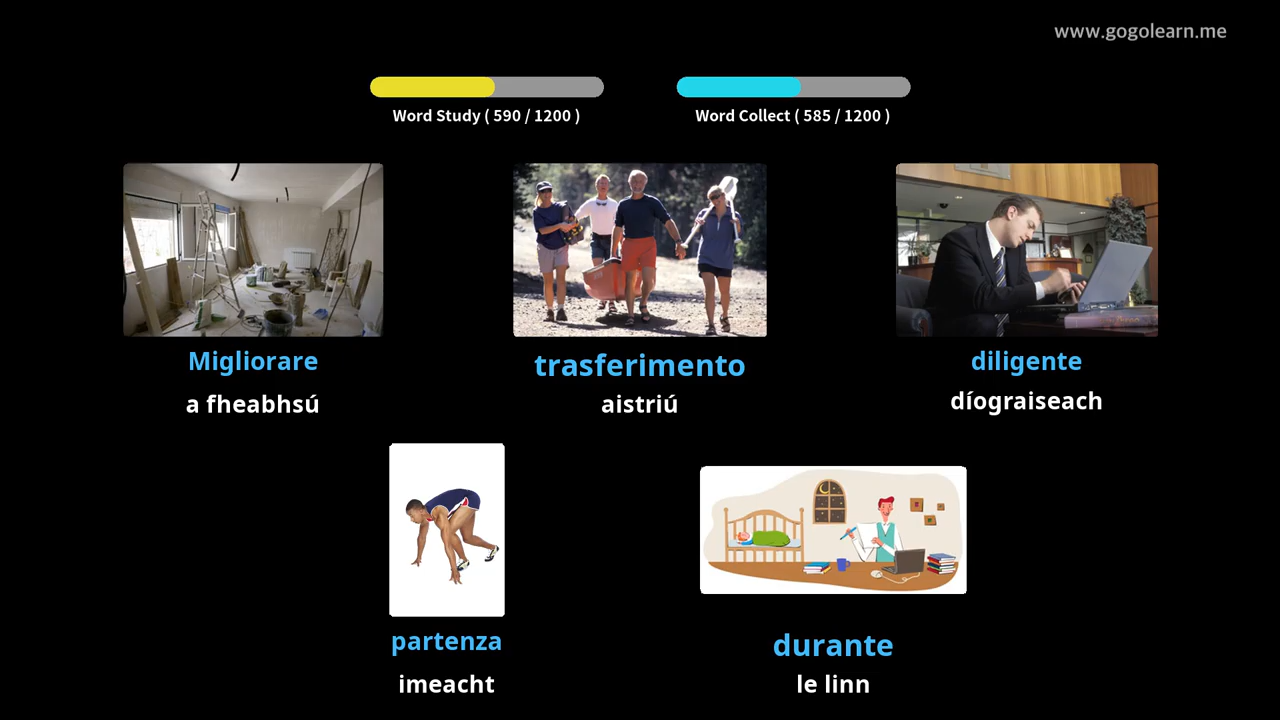 www.gogolearn.me
Word Study ( 590 / 1200 )
Word Collect ( 585 / 1200 )
Migliorare
a fheabhsú
trasferimento
aistriú
diligente
díograiseach
partenza
imeacht
durante
le linn